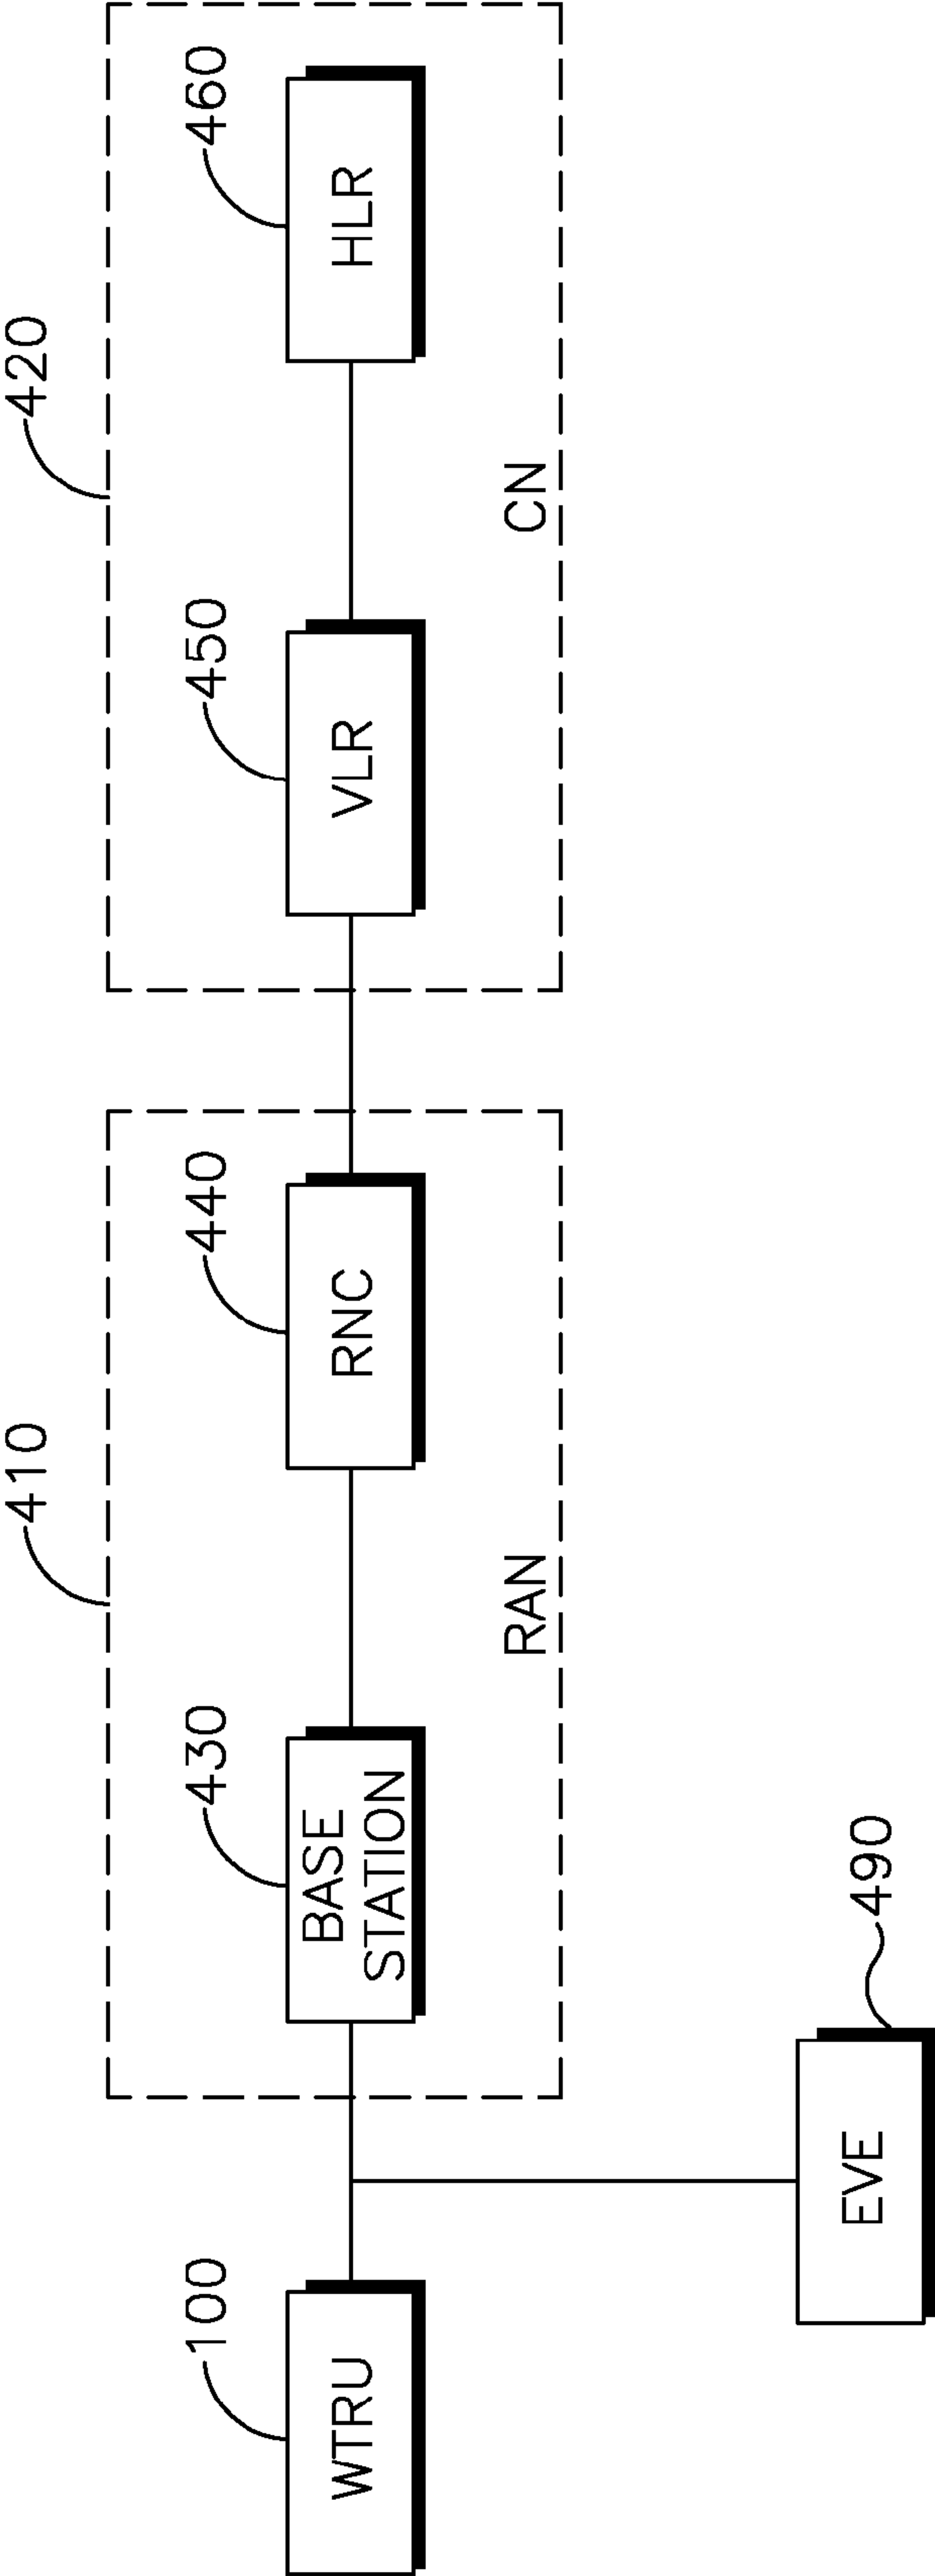 410
420
100
430
440
450
460
WTRU
BASE
STATION
RNC
VLR
HLR
RAN
CN
490
EVE